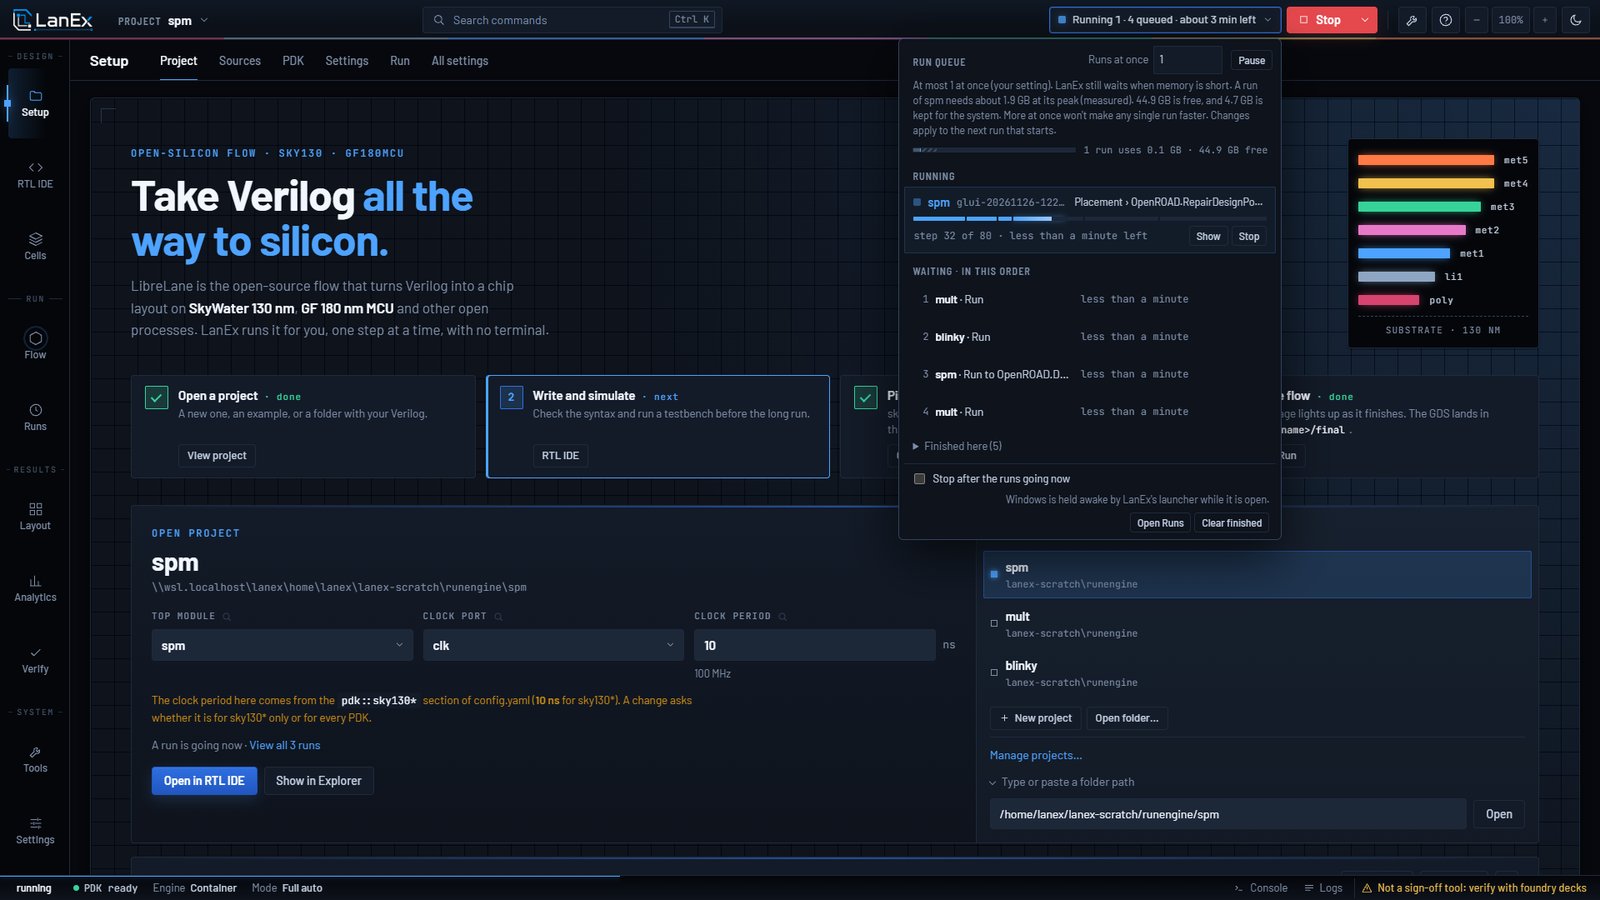 LanEx
PROJECT spm
Search commands
Ctrl K
Running 1 · 4 queued · about 3 min left
Stop
100%
DESIGN
Setup
RTL IDE
Cells
RUN
Flow
Runs
RESULTS
Layout
Analytics
Verify
SYSTEM
Tools
Settings
Setup
Project
Sources
PDK
Settings
Run
All settings
OPEN-SILICON FLOW · SKY130 · GF180MCU
Take Verilog all the
way to silicon.
LibreLane is the open-source flow that turns Verilog into a chip
layout on SkyWater 130 nm, GF 180 nm MCU and other open
processes. LanEx runs it for you, one step at a time, with no terminal.
met5
met4
met3
met2
met1
li1
poly
SUBSTRATE · 130 NM
Open a project · done
A new one, an example, or a folder with your Verilog.
View project
2
Write and simulate · next
Check the syntax and run a testbench before the long run.
RTL IDE
flow · done
lights up as it finishes. The GDS lands in
/final .
RUN QUEUE
Runs at once
1
Pause
At most 1 at once (your setting). LanEx still waits when memory is short. A run
of spm needs about 1.9 GB at its peak (measured). 44.9 GB is free, and 4.7 GB is
kept for the system. More at once won't make any single run faster. Changes
apply to the next run that starts.
1 run uses 0.1 GB · 44.9 GB free
RUNNING
spm glui-20261126-122… Placement › OpenROAD.RepairDesignPo…
step 32 of 80 · less than a minute left
Show
Stop
WAITING · IN THIS ORDER
1 mult · Run less than a minute
2 blinky · Run less than a minute
3 spm · Run to OpenROAD.D… less than a minute
4 mult · Run less than a minute
Finished here (5)
Stop after the runs going now
Windows is held awake by LanEx's launcher while it is open.
Open Runs
Clear finished
OPEN PROJECT
spm
\\wsl.localhost\lanex\home\lanex\lanex-scratch\runengine\spm
TOP MODULE
CLOCK PORT
CLOCK PERIOD
spm
clk
10
ns
100 MHz
The clock period here comes from the pdk::sky130* section of config.yaml (10 ns for sky130*). A change asks
whether it is for sky130* only or for every PDK.
A run is going now · View all 3 runs
Open in RTL IDE
Show in Explorer
spm
lanex-scratch\runengine
mult
lanex-scratch\runengine
blinky
lanex-scratch\runengine
+ New project
Open folder…
Manage projects…
Type or paste a folder path
/home/lanex/lanex-scratch/runengine/spm
Open
running
PDK ready
Engine Container
Mode Full auto
Console
Logs
Not a sign-off tool: verify with foundry decks